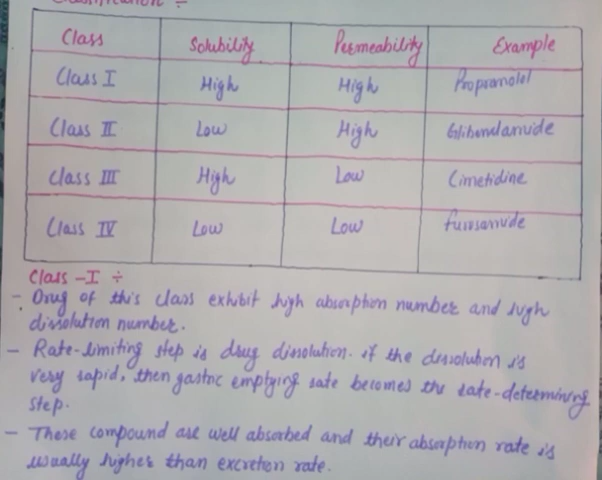 Classification ÷
Class Solubility Permeability Example
Class I High High Propranolol
Class II Low High Glibenclamide
Class III High Low Cimetidine
Class IV Low Low furosamide
Class -I ÷
- Drug of this class exhibit high absorption number and high
dissolution number.
- Rate-limiting step is drug dissolution. if the dissolution is
very rapid, then gastric emptying rate becomes the rate-determining
step.
- These compound are well absorbed and their absorption rate is
usually higher than excretion rate.